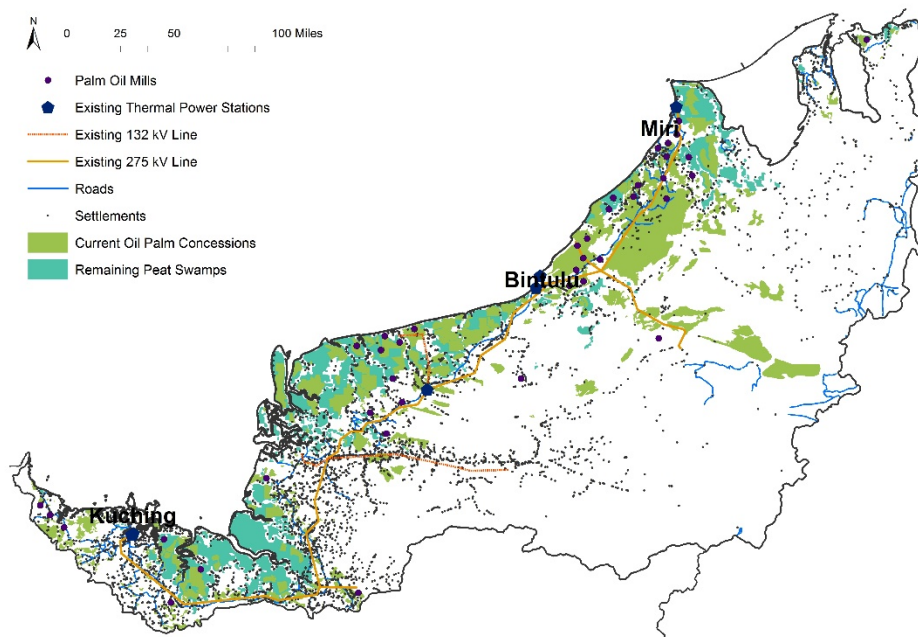 N
0 25 50 100 Miles
Palm Oil Mills
Existing Thermal Power Stations
Existing 132 kV Line
Existing 275 kV Line
Roads
Settlements
Current Oil Palm Concessions
Remaining Peat Swamps
Miri
Bintulu
Kuching